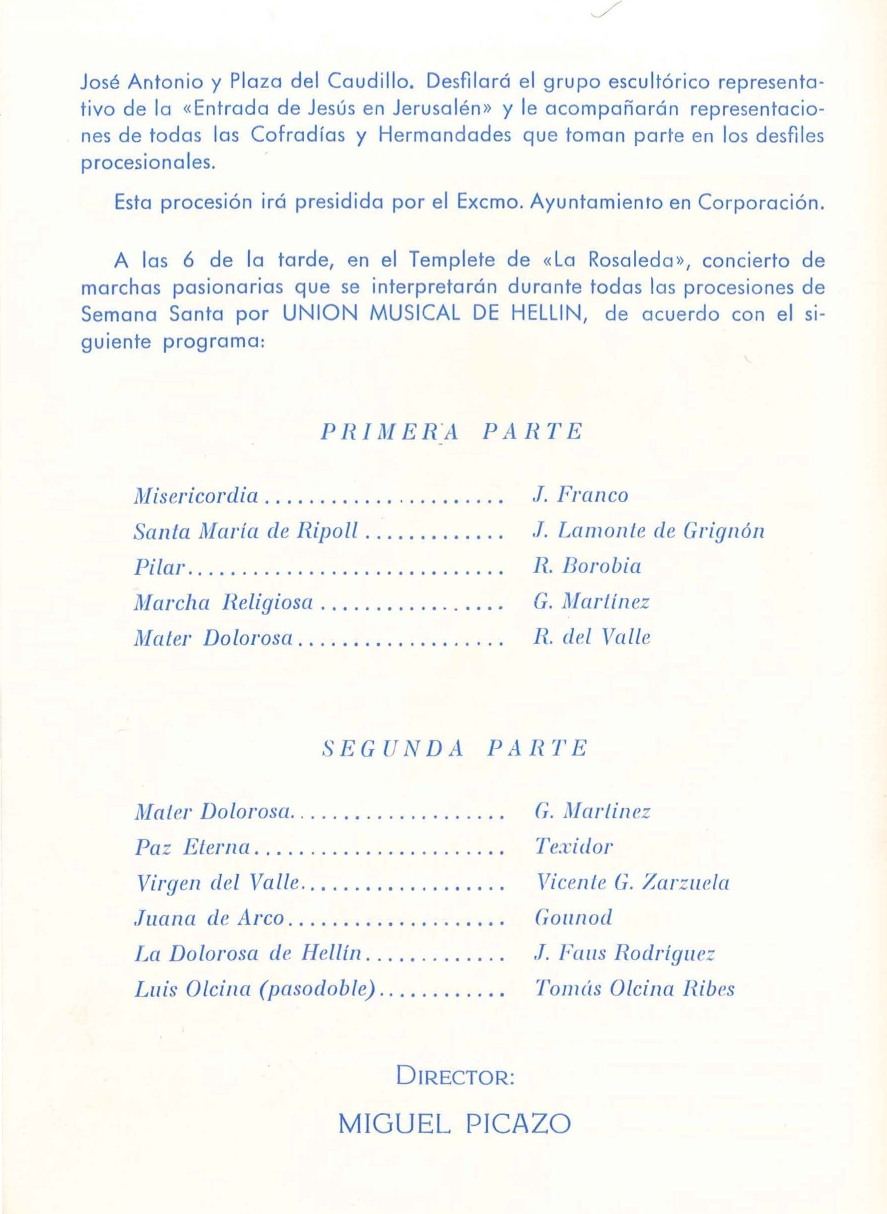 José Antonio y Plaza del Caudillo. Desfilará el grupo escultórico representa-
tivo de la «Entrada de Jesús en Jerusalén» y le acompañarán representacio-
nes de todas las Cofradías y Hermandades que toman parte en los desfiles
procesionales.
Esta procesión irá presidida por el Excmo. Ayuntamiento en Corporación.
A las 6 de la tarde, en el Templete de «La Rosaleda», concierto de
marchas pasionarias que se interpretarán durante todas las procesiones de
Semana Santa por UNION MUSICAL DE HELLIN, de acuerdo con el si-
guiente programa:
PRIMERA PARTE
Misericordia ...................... J. Franco
Santa María de Ripoll ............. J. Lamonte de Grignón
Pilar............................. R. Borobia
Marcha Religiosa ................. G. Martínez
Mater Dolorosa................... R. del Valle
SEGUNDA PARTE
Mater Dolorosa.................... G. Martinez
Paz Eterna....................... Texidor
Virgen del Valle................... Vicente G. Zarzuela
Juana de Arco.................... Gounod
La Dolorosa de Hellín............. J. Faus Rodríguez
Luis Olcina (pasodoble)............ Tomás Olcina Ribes
DIRECTOR:
MIGUEL PICAZO